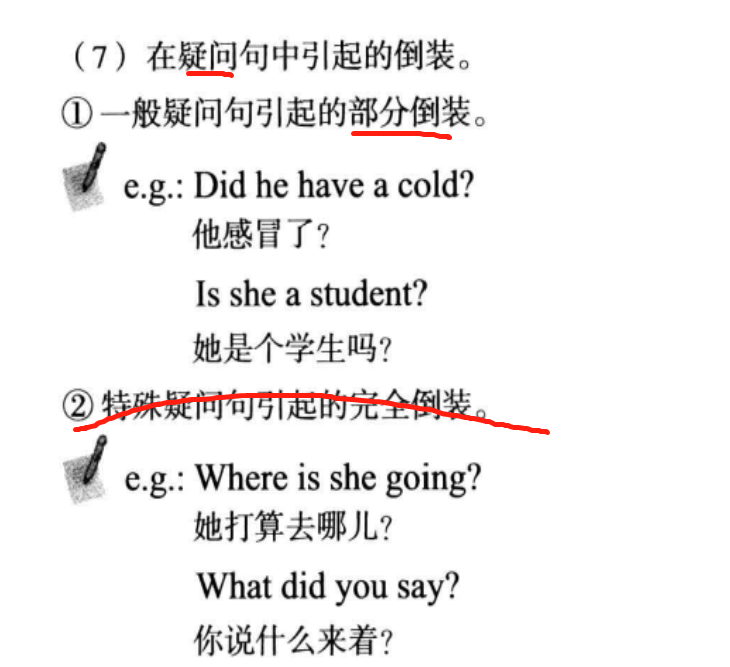 （7）在疑问句中引起的倒装。
①一般疑问句引起的部分倒装。
e.g.: Did he have a cold?
他感冒了？
Is she a student?
她是个学生吗？
②特殊疑问句引起的完全倒装。
e.g.: Where is she going?
她打算去哪儿？
What did you say?
你说什么来着？